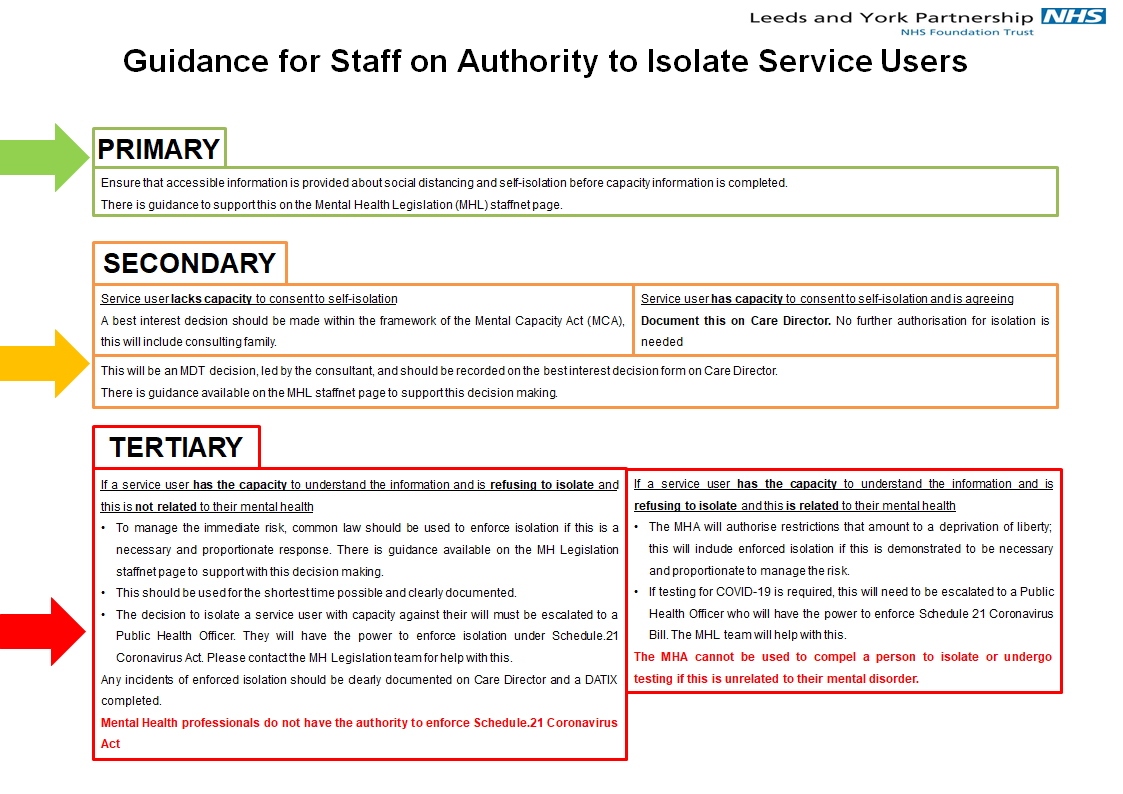 Leeds and York Partnership NHS
NHS Foundation Trust
Guidance for Staff on Authority to Isolate Service Users
PRIMARY
Ensure that accessible information is provided about social distancing and self-isolation before capacity information is completed.
There is guidance to support this on the Mental Health Legislation (MHL) staffnet page.
SECONDARY
Service user lacks capacity to consent to self-isolation
A best interest decision should be made within the framework of the Mental Capacity Act (MCA),
this will include consulting family.
Service user has capacity to consent to self-isolation and is agreeing
Document this on Care Director. No further authorisation for isolation is
needed
This will be an MDT decision, led by the consultant, and should be recorded on the best interest decision form on Care Director.
There is guidance available on the MHL staffnet page to support this decision making.
TERTIARY
If a service user has the capacity to understand the information and is refusing to isolate and
this is not related to their mental health
• To manage the immediate risk, common law should be used to enforce isolation if this is a
necessary and proportionate response. There is guidance available on the MH Legislation
staffnet page to support with this decision making.
• This should be used for the shortest time possible and clearly documented.
• The decision to isolate a service user with capacity against their will must be escalated to a
Public Health Officer. They will have the power to enforce isolation under Schedule.21
Coronavirus Act. Please contact the MH Legislation team for help with this.
Any incidents of enforced isolation should be clearly documented on Care Director and a DATIX
completed.
Mental Health professionals do not have the authority to enforce Schedule.21 Coronavirus
Act
If a service user has the capacity to understand the information and is
refusing to isolate and this is related to their mental health
• The MHA will authorise restrictions that amount to a deprivation of liberty;
this will include enforced isolation if this is demonstrated to be necessary
and proportionate to manage the risk.
• If testing for COVID-19 is required, this will need to be escalated to a Public
Health Officer who will have the power to enforce Schedule 21 Coronavirus
Bill. The MHL team will help with this.
The MHA cannot be used to compel a person to isolate or undergo
testing if this is unrelated to their mental disorder.